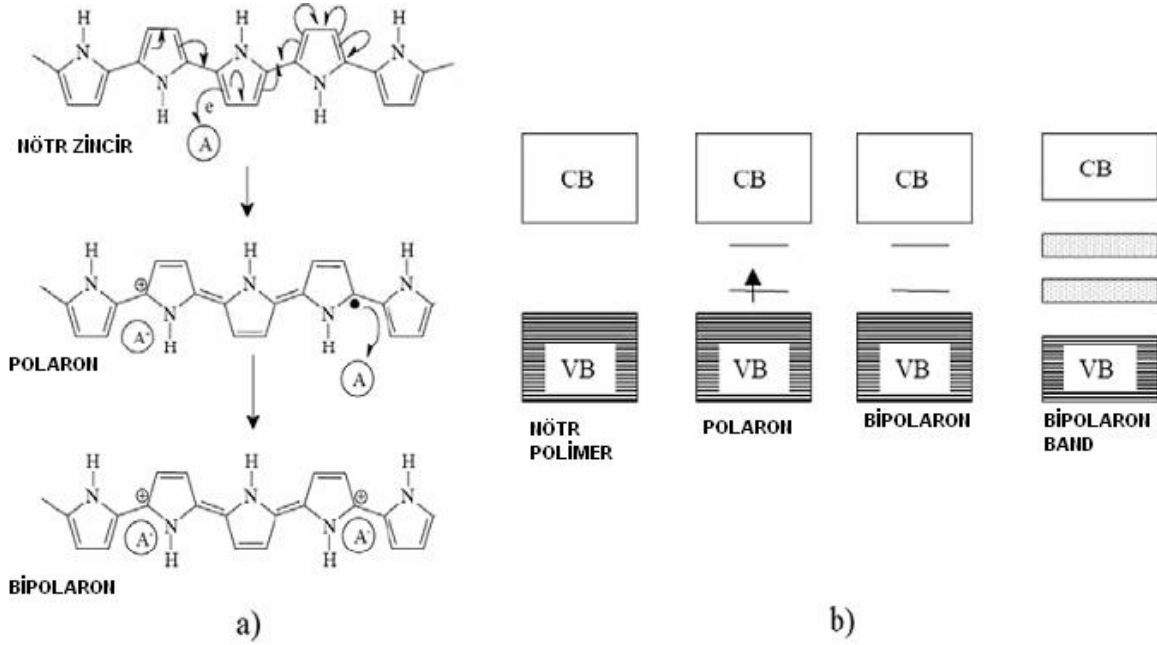 H
H
H
N
N
N
N
N
H
H
e
A
NÖTR ZİNCİR
H
H
H
⊕
N
N
N
N
N
H
H
A⁻
A
POLARON
H
H
H
⊕
⊕
N
N
N
N
N
A⁻
A⁻
H
H
BİPOLARON
a)
CB
CB
CB
CB
VB
VB
VB
VB
NÖTR
POLİMER
POLARON
BİPOLARON
BİPOLARON
BAND
b)